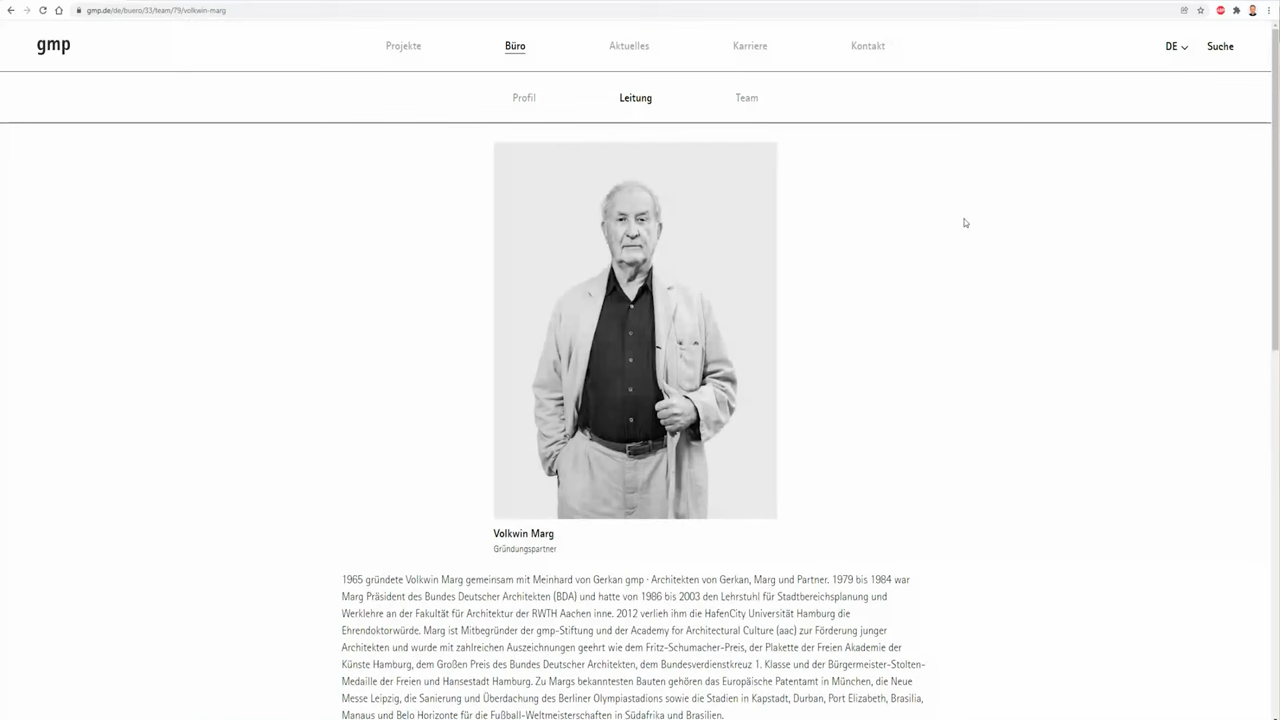 gmp.de/de/buero/33/team/79/volkwin-marg
gmp
Projekte
Büro
Aktuelles
Karriere
Kontakt
DE
Suche
Profil
Leitung
Team
Volkwin Marg
Gründungspartner
1965 gründete Volkwin Marg gemeinsam mit Meinhard von Gerkan gmp · Architekten von Gerkan, Marg und Partner. 1979 bis 1984 war
Marg Präsident des Bundes Deutscher Architekten (BDA) und hatte von 1986 bis 2003 den Lehrstuhl für Stadtbereichsplanung und
Werklehre an der Fakultät für Architektur der RWTH Aachen inne. 2012 verlieh ihm die HafenCity Universität Hamburg die
Ehrendoktorwürde. Marg ist Mitbegründer der gmp-Stiftung und der Academy for Architectural Culture (aac) zur Förderung junger
Architekten und wurde mit zahlreichen Auszeichnungen geehrt wie dem Fritz-Schumacher-Preis, der Plakette der Freien Akademie der
Künste Hamburg, dem Großen Preis des Bundes Deutscher Architekten, dem Bundesverdienstkreuz 1. Klasse und der Bürgermeister-Stolten-
Medaille der Freien und Hansestadt Hamburg. Zu Margs bekanntesten Bauten gehören das Europäische Patentamt in München, die Neue
Messe Leipzig, die Sanierung und Überdachung des Berliner Olympiastadions sowie die Stadien in Kapstadt, Durban, Port Elizabeth, Brasilia,
Manaus und Belo Horizonte für die Fußball-Weltmeisterschaften in Südafrika und Brasilien.